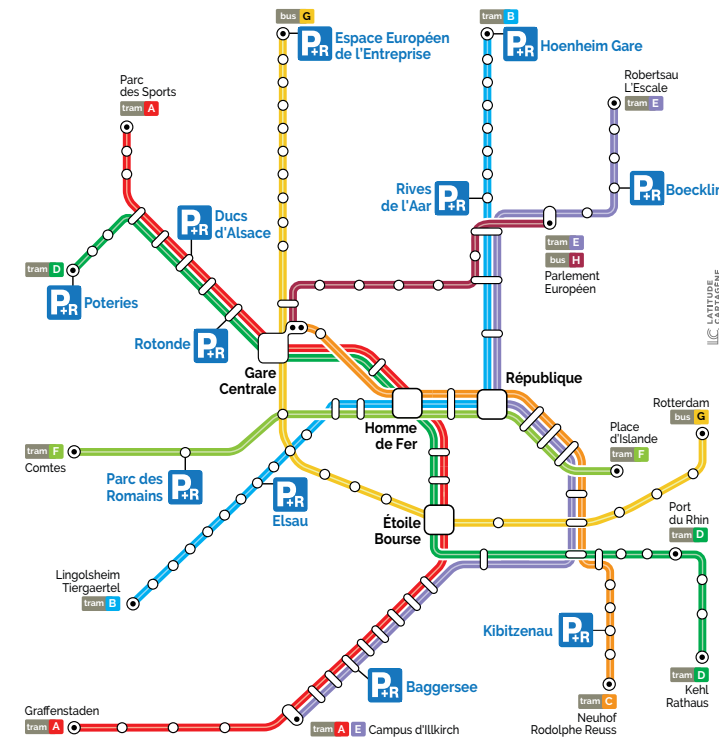 bus G
P+R
Espace Européen
de l'Entreprise
tram B
P+R
Hoenheim Gare
Parc
des Sports
tram A
Robertsau
L'Escale
tram E
Rives
de l'Aar
P+R
P+R
Boecklin
Ducs
d'Alsace
P+R
tram D
P+R
Poteries
tram E
bus H
Parlement
Européen
LATITUDE
CARTAGÈNE
Rotonde
P+R
Gare
Centrale
République
Homme
de Fer
Rotterdam
bus G
Place
d'Islande
tram F
tram F
Comtes
Parc des
Romains
P+R
P+R
Elsau
Étoile
Bourse
Port
du Rhin
tram D
Lingolsheim
Tiergaertel
tram B
Kibitzenau
P+R
P+R
Baggersee
tram D
Kehl
Rathaus
tram C
Neuhof
Rodolphe Reuss
Graffenstaden
tram A
tram A E Campus d'Illkirch